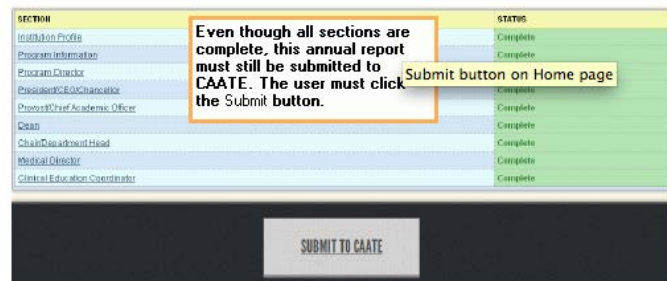 SECTION STATUS
Institution Profile Complete
Program Information Complete
Program Director
President/CEO/Chancellor Complete
Provost/Chief Academic Officer Complete
Dean Complete
Chair/Department Head Complete
Medical Director Complete
Clinical Education Coordinator Complete
Even though all sections are
complete, this annual report
must still be submitted to
CAATE. The user must click
the Submit button.
Submit button on Home page
SUBMIT TO CAATE